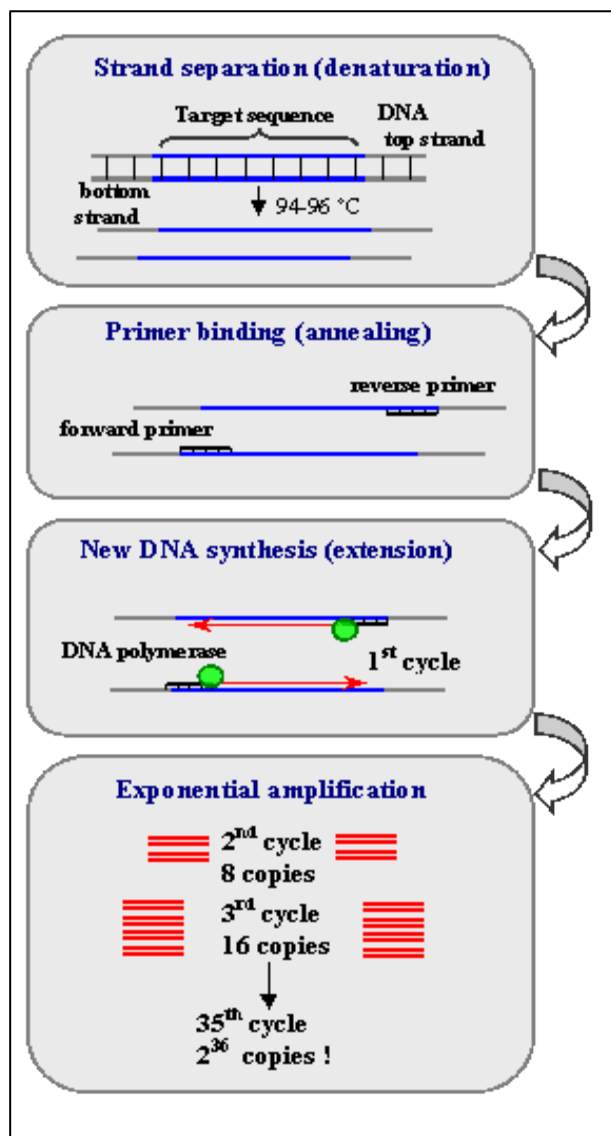 Strand separation (denaturation)
Target sequence
DNA
top strand
bottom
strand
94-96 °C
Primer binding (annealing)
reverse primer
forward primer
New DNA synthesis (extension)
DNA polymerase
1st cycle
Exponential amplification
2nd cycle
8 copies
3rd cycle
16 copies
35th cycle
2^36 copies !